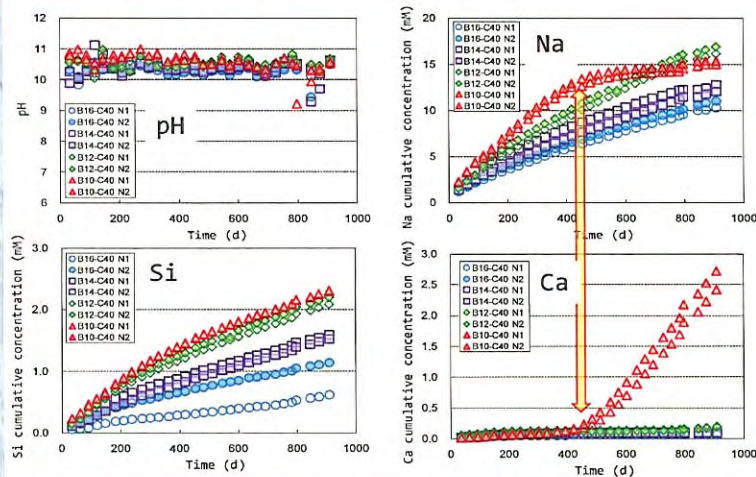 pH
12
11
10
9
8
7
6
0
200
400
600
800
1000
Time (d)
pH
B16-C40 N1
B16-C40 N2
B14-C40 N1
B14-C40 N2
B12-C40 N1
B12-C40 N2
B10-C40 N1
B10-C40 N2
Na cumulative concentration (mM)
20
15
10
5
0
0
200
400
600
800
1000
Time (d)
Na
B16-C40 N1
B16-C40 N2
B14-C40 N1
B14-C40 N2
B12-C40 N1
B12-C40 N2
B10-C40 N1
B10-C40 N2
Si cumulative concentration (mM)
3.0
2.0
1.0
0.0
0
200
400
600
800
1000
Time (d)
Si
B16-C40 N1
B16-C40 N2
B14-C40 N1
B14-C40 N2
B12-C40 N1
B12-C40 N2
B10-C40 N1
B10-C40 N2
Ca cumulative concentration (mM)
3.0
2.5
2.0
1.5
1.0
0.5
0.0
0
200
400
600
800
1000
Time (d)
Ca
B16-C40 N1
B16-C40 N2
B14-C40 N1
B14-C40 N2
B12-C40 N1
B12-C40 N2
B10-C40 N1
B10-C40 N2